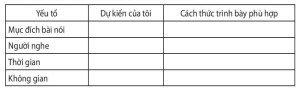 Yếu tố Dự kiến của tôi Cách thức trình bày phù hợp
Mục đích bài nói
Người nghe
Thời gian
Không gian